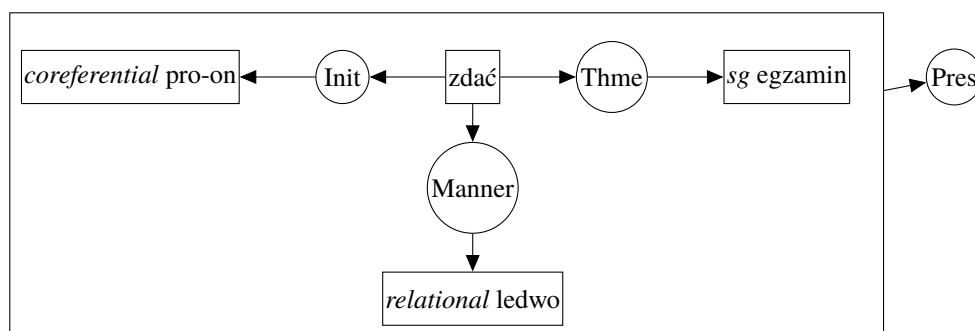 coreferential pro-on Init zdać Thme sg egzamin Pres
Manner
relational ledwo